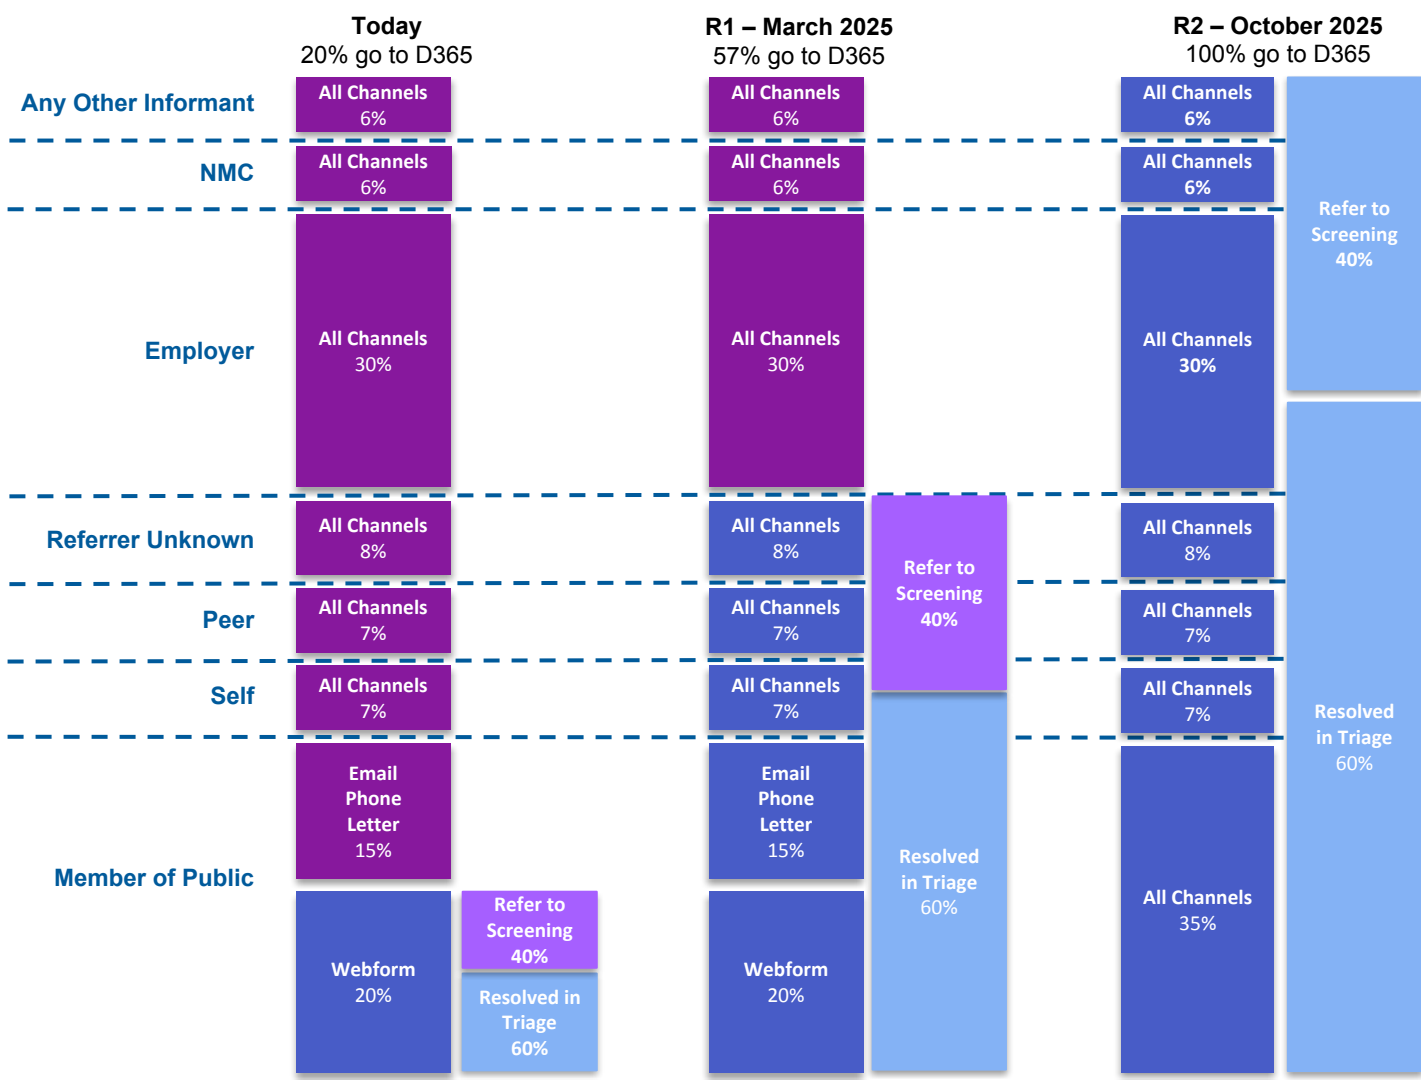 Today
20% go to D365
R1 – March 2025
57% go to D365
R2 – October 2025
100% go to D365
Any Other Informant
All Channels
6%
All Channels
6%
All Channels
6%
NMC
All Channels
6%
All Channels
6%
All Channels
6%
Refer to
Screening
40%
Employer
All Channels
30%
All Channels
30%
All Channels
30%
Referrer Unknown
All Channels
8%
All Channels
8%
Refer to
Screening
40%
All Channels
8%
Peer
All Channels
7%
All Channels
7%
All Channels
7%
Self
All Channels
7%
All Channels
7%
All Channels
7%
Resolved
in Triage
60%
Member of Public
Email
Phone
Letter
15%
Email
Phone
Letter
15%
Resolved
in Triage
60%
All Channels
35%
Webform
20%
Refer to
Screening
40%
Resolved in
Triage
60%
Webform
20%